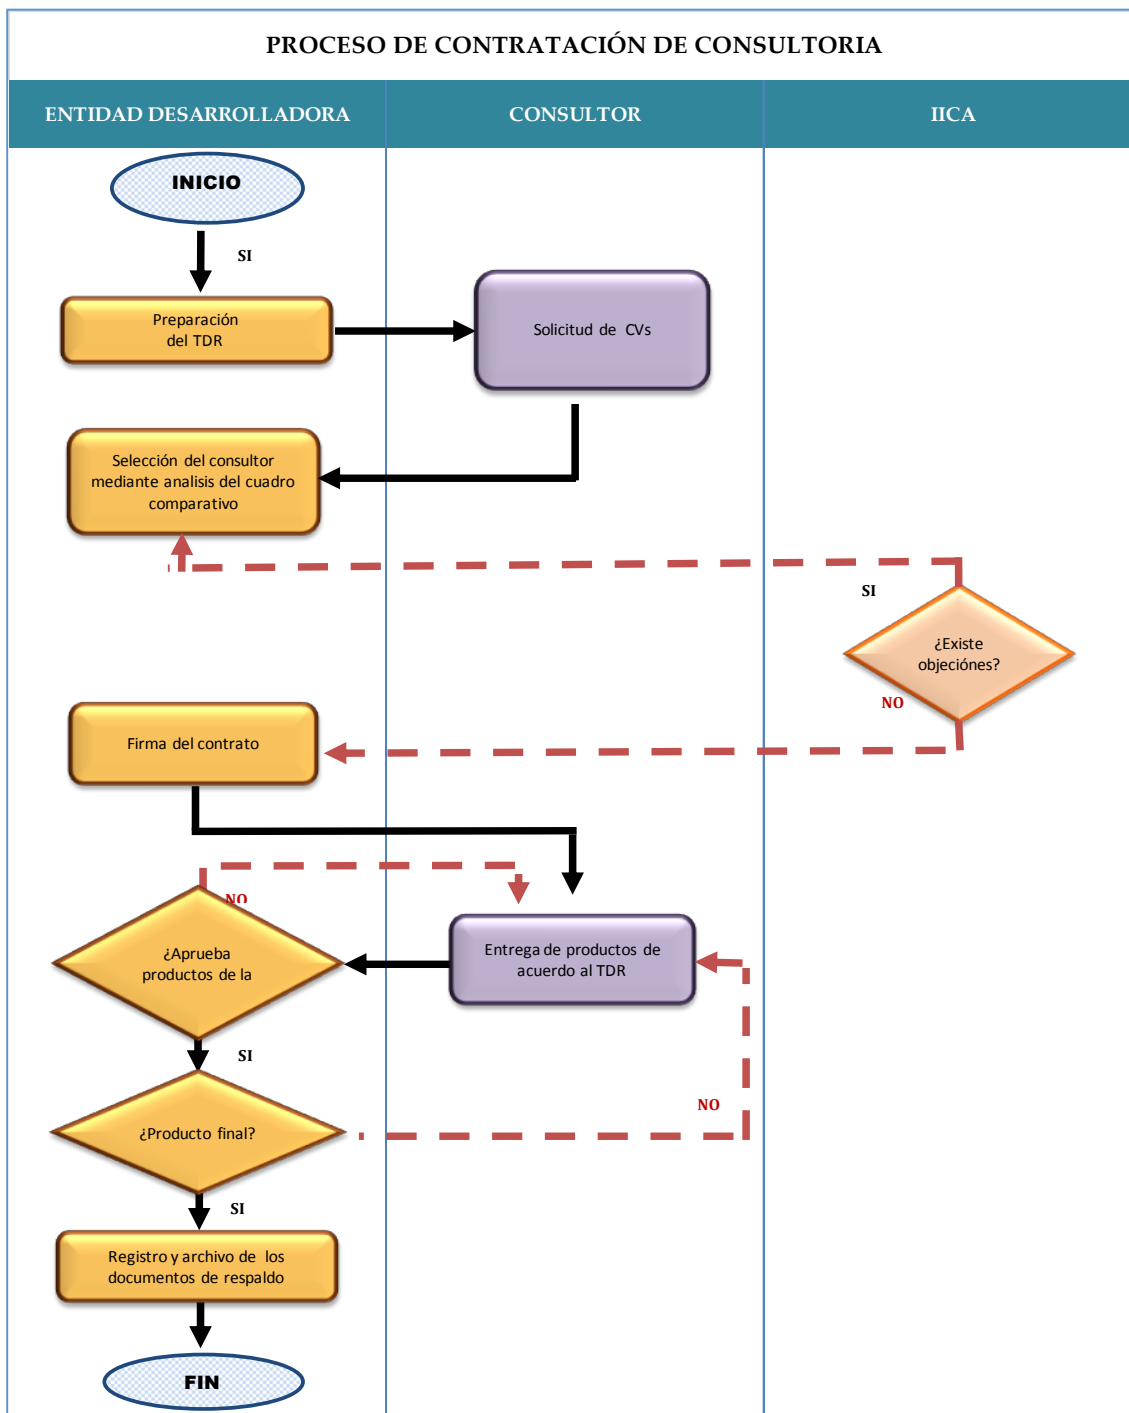 PROCESO DE CONTRATACIÓN DE CONSULTORIA
ENTIDAD DESARROLLADORA
CONSULTOR
IICA
INICIO
SI
Preparación
del TDR
Solicitud de CVs
Selección del consultor
mediante analisis del cuadro
comparativo
SI
¿Existe
objeciónes?
NO
Firma del contrato
NO
¿Aprueba
productos de la
Entrega de productos de
acuerdo al TDR
SI
NO
¿Producto final?
SI
Registro y archivo de los
documentos de respaldo
FIN